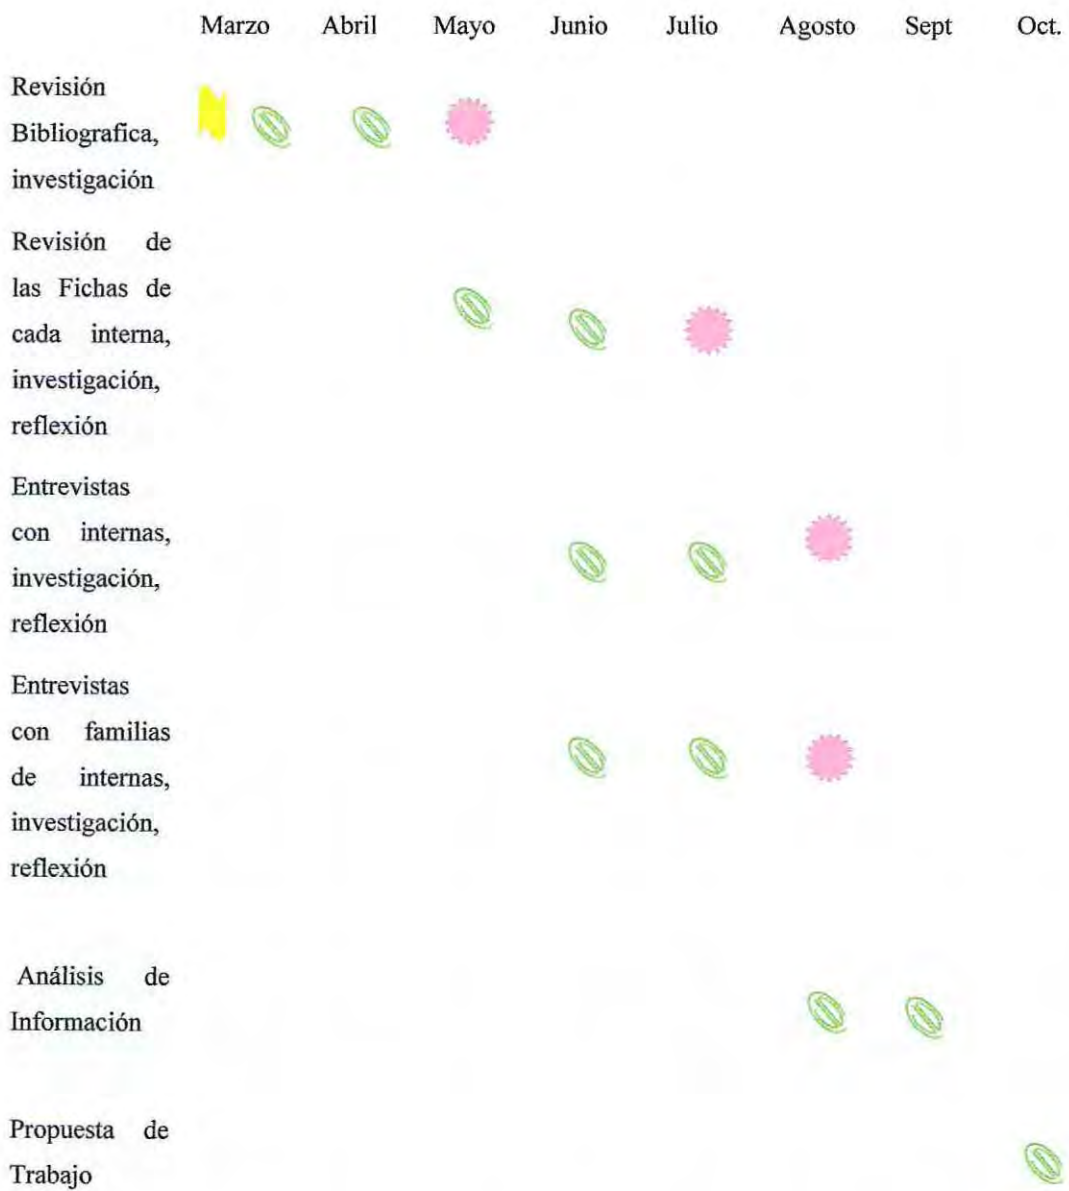 Marzo Abril Mayo Junio Julio Agosto Sept Oct.
Revisión
Bibliografica,
investigación
Revisión de
las Fichas de
cada interna,
investigación,
reflexión
Entrevistas
con internas,
investigación,
reflexión
Entrevistas
con familias
de internas,
investigación,
reflexión
Análisis de
Información
Propuesta de
Trabajo